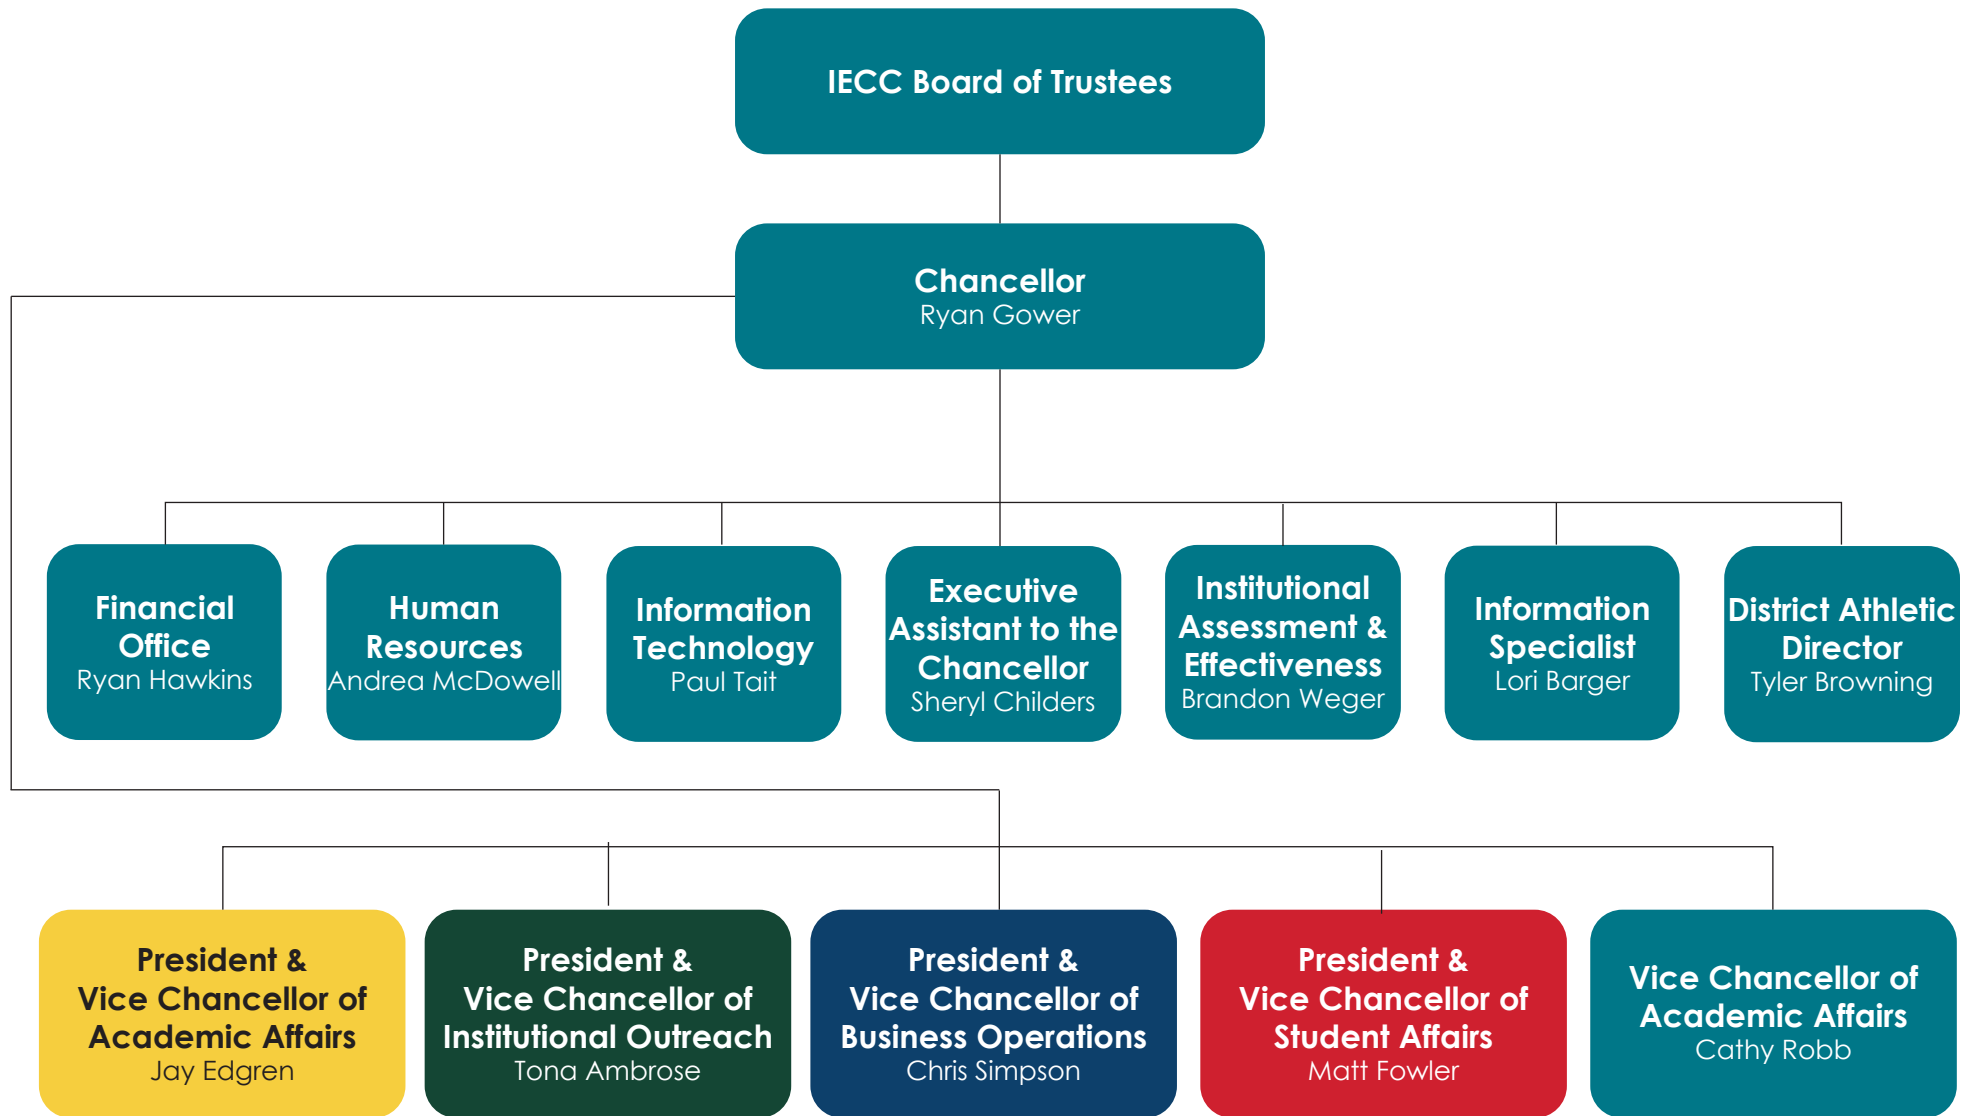 IECC Board of Trustees
Chancellor
Ryan Gower
Financial
Office
Ryan Hawkins
Human
Resources
Andrea McDowell
Information
Technology
Paul Tait
Executive
Assistant to the
Chancellor
Sheryl Childers
Institutional
Assessment &
Effectiveness
Brandon Weger
Information
Specialist
Lori Barger
District Athletic
Director
Tyler Browning
President &
Vice Chancellor of
Academic Affairs
Jay Edgren
President &
Vice Chancellor of
Institutional Outreach
Tona Ambrose
President &
Vice Chancellor of
Business Operations
Chris Simpson
President &
Vice Chancellor of
Student Affairs
Matt Fowler
Vice Chancellor of
Academic Affairs
Cathy Robb